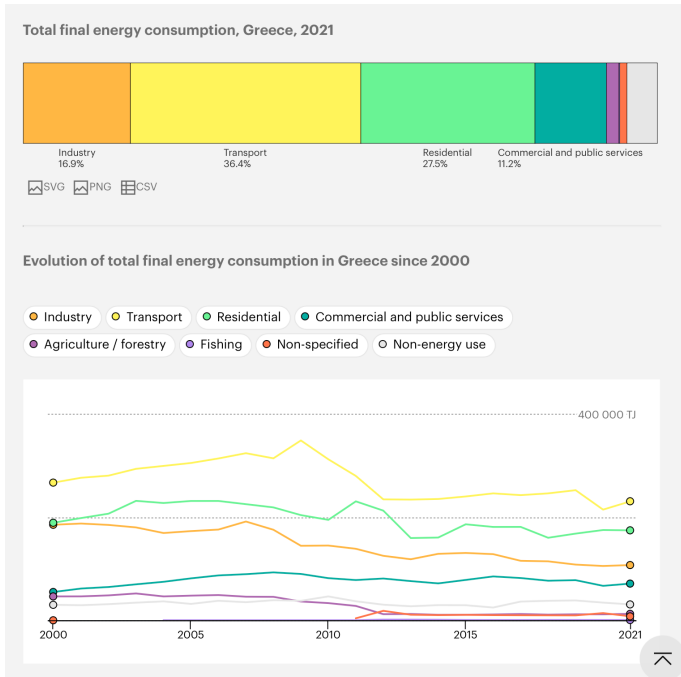 Total final energy consumption, Greece, 2021
Industry
16.9%
Transport
36.4%
Residential
27.5%
Commercial and public services
11.2%
SVG PNG CSV
Evolution of total final energy consumption in Greece since 2000
Industry Transport Residential Commercial and public services
Agriculture / forestry Fishing Non-specified Non-energy use
400 000 TJ
2000 2005 2010 2015 2021